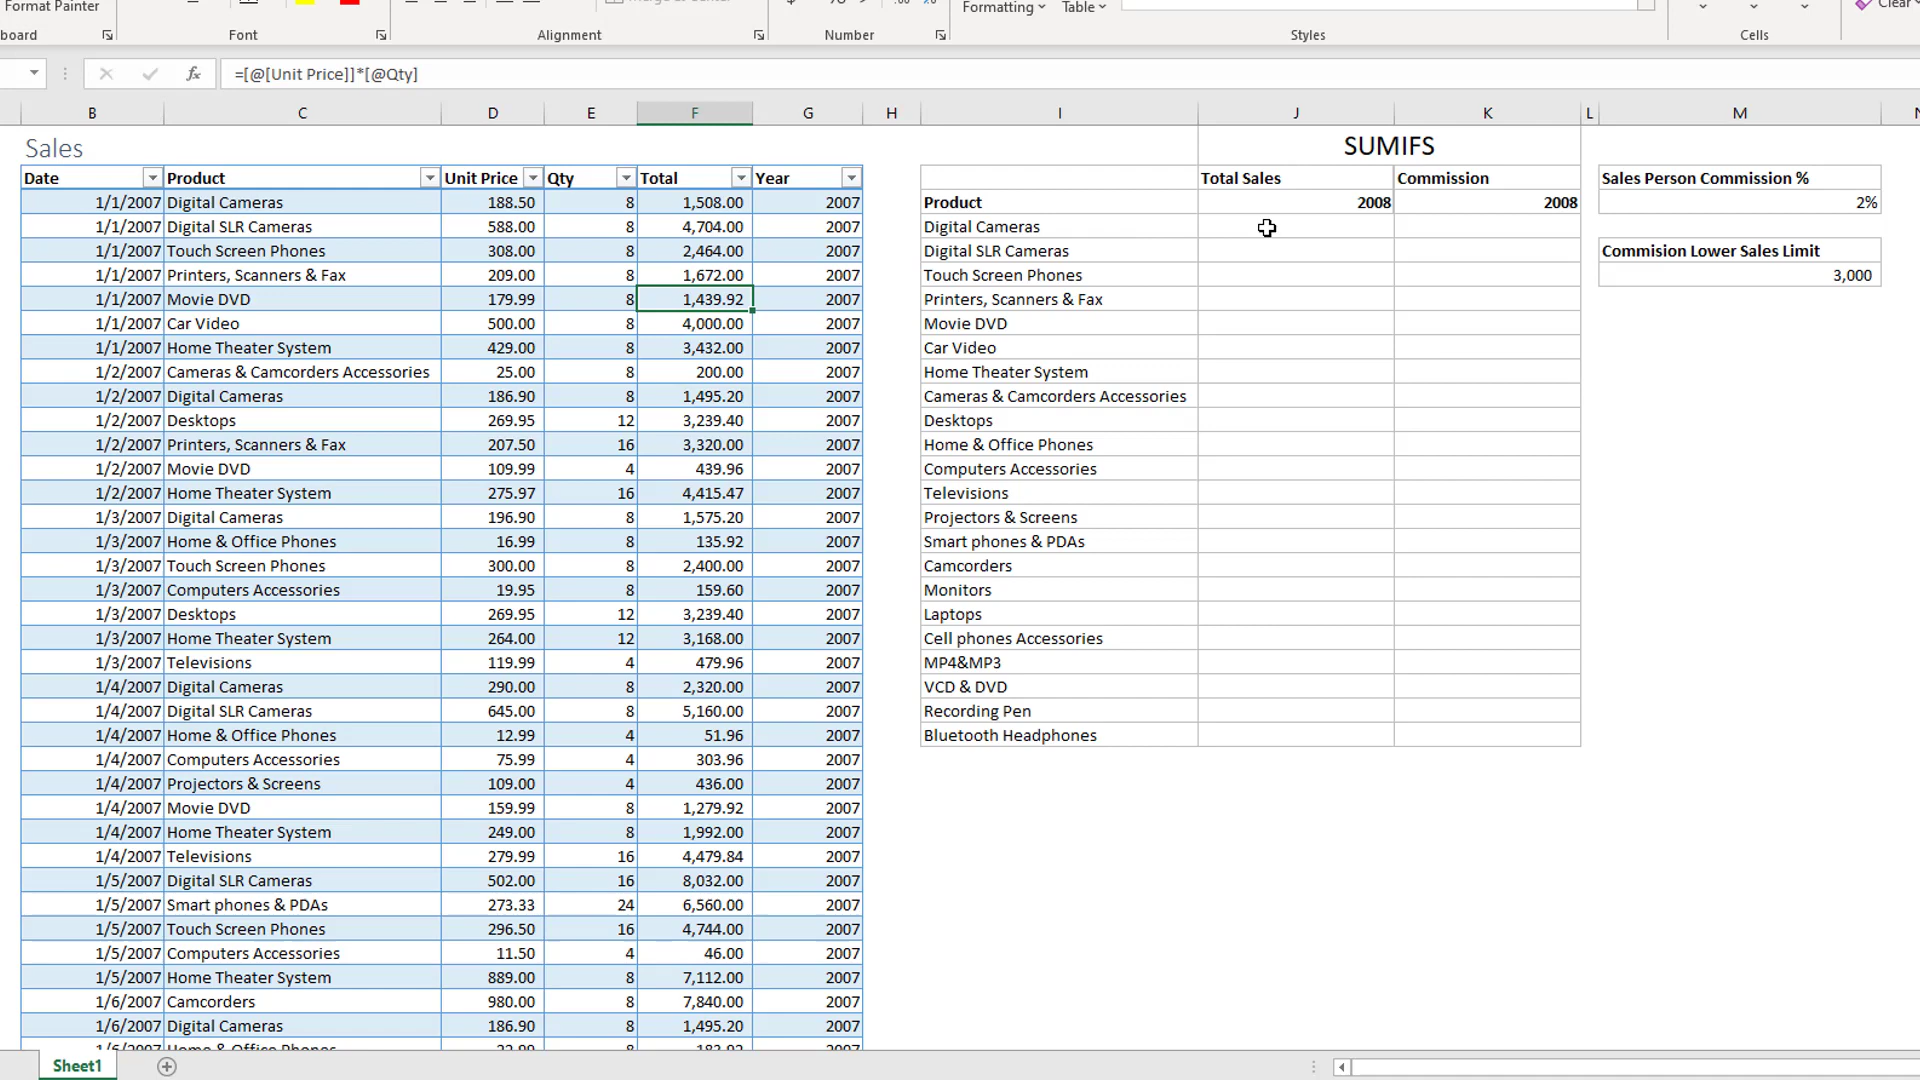 Format Painter Formatting Table Clear
board Font Alignment Number Styles Cells
fx =[@[Unit Price]]*[@Qty]
B C D E F G H I J K L M
Sales SUMIFS
Date Product Unit Price Qty Total Year Total Sales Commission Sales Person Commission %
1/1/2007 Digital Cameras 188.50 8 1,508.00 2007 Product 2008 2008 2%
1/1/2007 Digital SLR Cameras 588.00 8 4,704.00 2007 Digital Cameras
1/1/2007 Touch Screen Phones 308.00 8 2,464.00 2007 Digital SLR Cameras Commision Lower Sales Limit
1/1/2007 Printers, Scanners & Fax 209.00 8 1,672.00 2007 Touch Screen Phones 3,000
1/1/2007 Movie DVD 179.99 8 1,439.92 2007 Printers, Scanners & Fax
1/1/2007 Car Video 500.00 8 4,000.00 2007 Movie DVD
1/1/2007 Home Theater System 429.00 8 3,432.00 2007 Car Video
1/2/2007 Cameras & Camcorders Accessories 25.00 8 200.00 2007 Home Theater System
1/2/2007 Digital Cameras 186.90 8 1,495.20 2007 Cameras & Camcorders Accessories
1/2/2007 Desktops 269.95 12 3,239.40 2007 Desktops
1/2/2007 Printers, Scanners & Fax 207.50 16 3,320.00 2007 Home & Office Phones
1/2/2007 Movie DVD 109.99 4 439.96 2007 Computers Accessories
1/2/2007 Home Theater System 275.97 16 4,415.47 2007 Televisions
1/3/2007 Digital Cameras 196.90 8 1,575.20 2007 Projectors & Screens
1/3/2007 Home & Office Phones 16.99 8 135.92 2007 Smart phones & PDAs
1/3/2007 Touch Screen Phones 300.00 8 2,400.00 2007 Camcorders
1/3/2007 Computers Accessories 19.95 8 159.60 2007 Monitors
1/3/2007 Desktops 269.95 12 3,239.40 2007 Laptops
1/3/2007 Home Theater System 264.00 12 3,168.00 2007 Cell phones Accessories
1/3/2007 Televisions 119.99 4 479.96 2007 MP4&MP3
1/4/2007 Digital Cameras 290.00 8 2,320.00 2007 VCD & DVD
1/4/2007 Digital SLR Cameras 645.00 8 5,160.00 2007 Recording Pen
1/4/2007 Home & Office Phones 12.99 4 51.96 2007 Bluetooth Headphones
1/4/2007 Computers Accessories 75.99 4 303.96 2007
1/4/2007 Projectors & Screens 109.00 4 436.00 2007
1/4/2007 Movie DVD 159.99 8 1,279.92 2007
1/4/2007 Home Theater System 249.00 8 1,992.00 2007
1/4/2007 Televisions 279.99 16 4,479.84 2007
1/5/2007 Digital SLR Cameras 502.00 16 8,032.00 2007
1/5/2007 Smart phones & PDAs 273.33 24 6,560.00 2007
1/5/2007 Touch Screen Phones 296.50 16 4,744.00 2007
1/5/2007 Computers Accessories 11.50 4 46.00 2007
1/5/2007 Home Theater System 889.00 8 7,112.00 2007
1/6/2007 Camcorders 980.00 8 7,840.00 2007
1/6/2007 Digital Cameras 186.90 8 1,495.20 2007
Sheet1